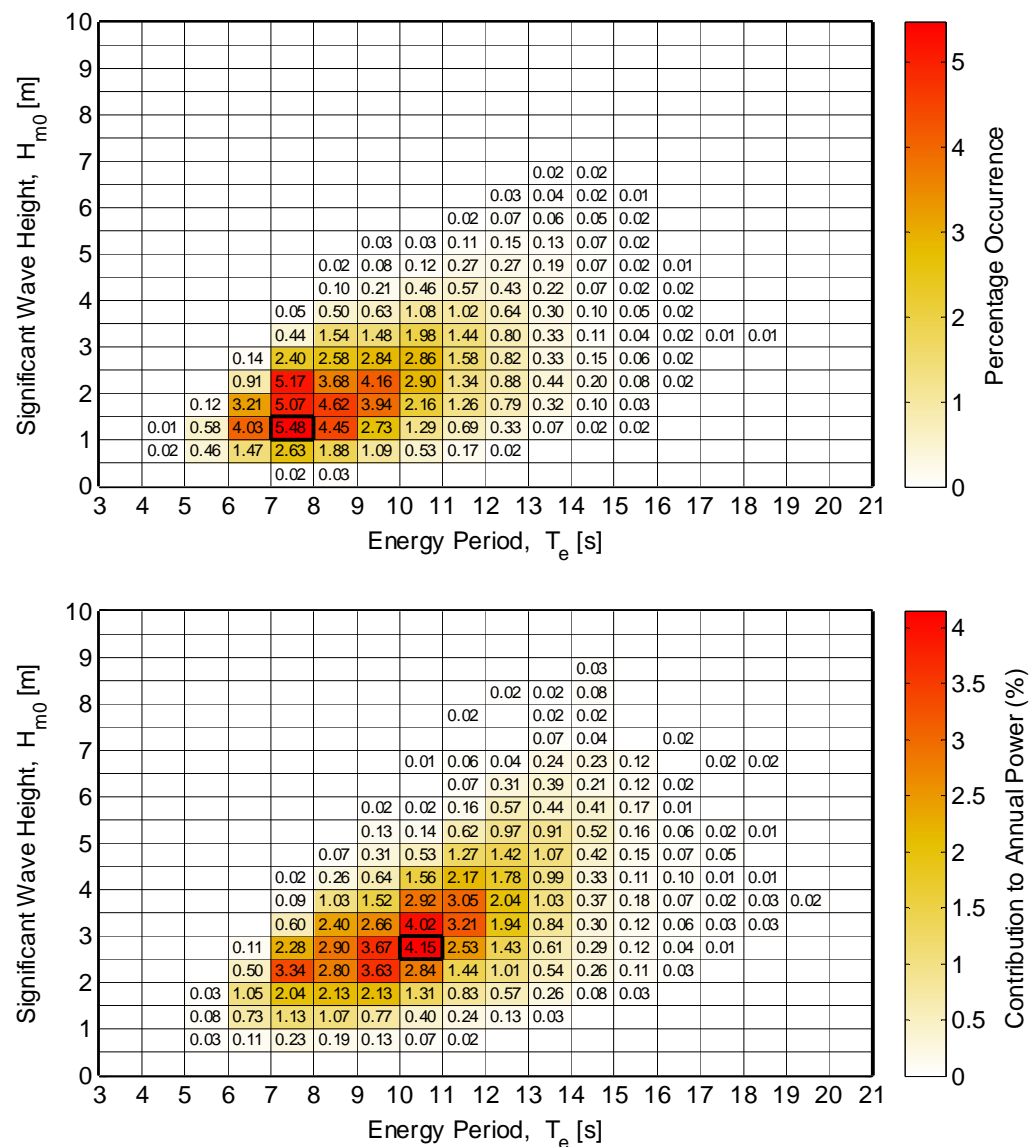 10
9
8
7
6
5
4
3
2
1
0
Significant Wave Height, H_m0 [m]
0.02 0.02
0.03 0.04 0.02 0.01
0.02 0.07 0.06 0.05 0.02
0.03 0.03 0.11 0.15 0.13 0.07 0.02
0.02 0.08 0.12 0.27 0.27 0.19 0.07 0.02 0.01
0.10 0.21 0.46 0.57 0.43 0.22 0.07 0.02
0.05 0.50 0.63 1.08 1.02 0.64 0.30 0.10 0.05 0.02
0.44 1.54 1.48 1.98 1.44 0.80 0.33 0.11 0.04 0.02 0.01 0.01
0.14 2.40 2.58 2.84 2.86 1.58 0.82 0.33 0.15 0.06 0.02
0.91 5.17 3.68 4.16 2.90 1.34 0.88 0.44 0.20 0.08 0.02
0.12 3.21 5.07 4.62 3.94 2.16 1.26 0.79 0.32 0.10 0.03
0.01 0.58 4.03 5.48 4.45 2.73 1.29 0.69 0.33 0.07 0.02 0.02
0.02 0.46 1.47 2.63 1.88 1.09 0.53 0.17 0.02
0.02 0.03
3 4 5 6 7 8 9 10 11 12 13 14 15 16 17 18 19 20 21
Energy Period, T_e [s]
5
4
3
2
1
0
Percentage Occurrence
10
9
8
7
6
5
4
3
2
1
0
Significant Wave Height, H_m0 [m]
0.03
0.02 0.02 0.08
0.02 0.02 0.02
0.07 0.04 0.02
0.01 0.06 0.04 0.24 0.23 0.12 0.02 0.02
0.07 0.31 0.39 0.21 0.12 0.02
0.02 0.02 0.16 0.57 0.44 0.41 0.17 0.01
0.13 0.14 0.62 0.97 0.91 0.52 0.16 0.06 0.02 0.01
0.07 0.31 0.53 1.27 1.42 1.07 0.42 0.15 0.07 0.05
0.02 0.26 0.64 1.56 2.17 1.78 0.99 0.33 0.11 0.10 0.01 0.01
0.09 1.03 1.52 2.92 3.05 2.04 1.03 0.37 0.18 0.07 0.02 0.03 0.02
0.60 2.40 2.66 4.02 3.21 1.94 0.84 0.30 0.12 0.06 0.03 0.03
0.11 2.28 2.90 3.67 4.15 2.53 1.43 0.61 0.29 0.12 0.04 0.01
0.50 3.34 2.80 3.63 2.84 1.44 1.01 0.54 0.26 0.11 0.03
0.03 1.05 2.04 2.13 2.13 1.31 0.83 0.57 0.26 0.08 0.03
0.08 0.73 1.13 1.07 0.77 0.40 0.24 0.13 0.03
0.03 0.11 0.23 0.19 0.13 0.07 0.02
3 4 5 6 7 8 9 10 11 12 13 14 15 16 17 18 19 20 21
Energy Period, T_e [s]
4
3.5
3
2.5
2
1.5
1
0.5
0
Contribution to Annual Power (%)